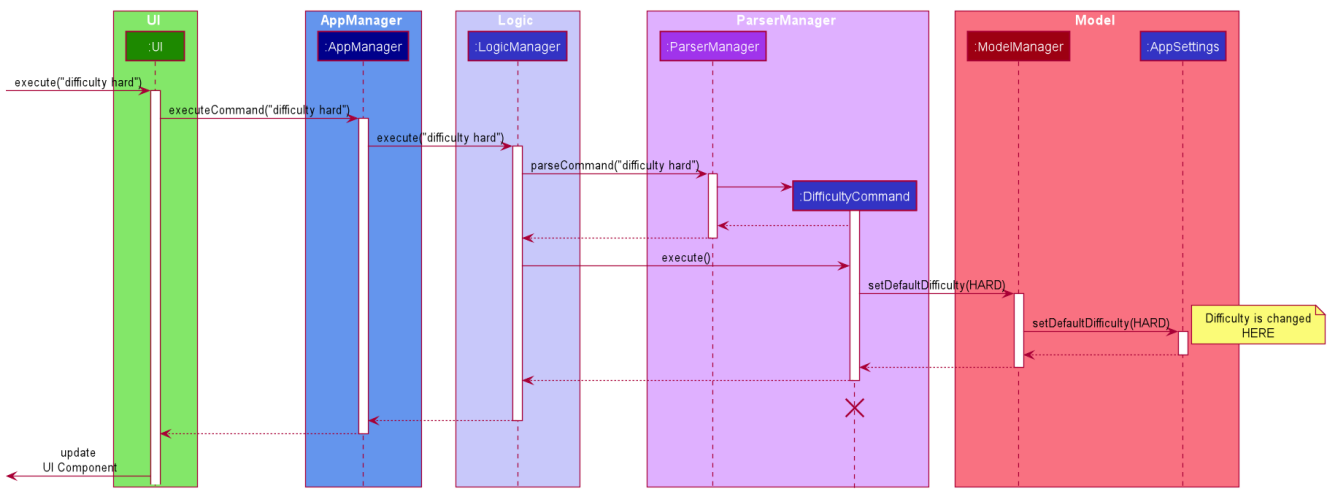 UI
AppManager
Logic
ParserManager
Model
:UI
:AppManager
:LogicManager
:ParserManager
:ModelManager
:AppSettings
execute("difficulty hard")
executeCommand("difficulty hard")
execute("difficulty hard")
parseCommand("difficulty hard")
:DifficultyCommand
execute()
setDefaultDifficulty(HARD)
setDefaultDifficulty(HARD)
Difficulty is changed
HERE
update
UI Component